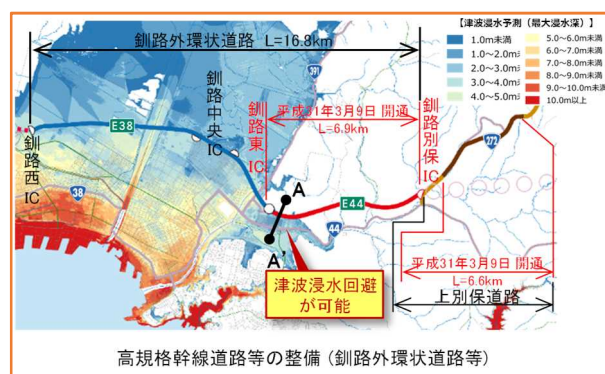 【津波浸水予測（最大浸水深）】
1.0m未満
1.0～2.0m未
2.0～3.0m未
3.0～4.0m未
4.0～5.0m未
5.0～6.0m未満
6.0～7.0m未満
7.0～8.0m未満
8.0～9.0m未満
9.0～10.0m未満
10.0m以上
釧路外環状道路 L=16.8km
391
釧路中央IC
釧路東IC
平成31年3月9日 開通
L=6.9km
釧路別保IC
272
E38
釧路西IC
38
A
E44
44
A'
津波浸水回避
が可能
平成31年3月9日 開通
L=6.6km
上別保道路
高規格幹線道路等の整備（釧路外環状道路等）